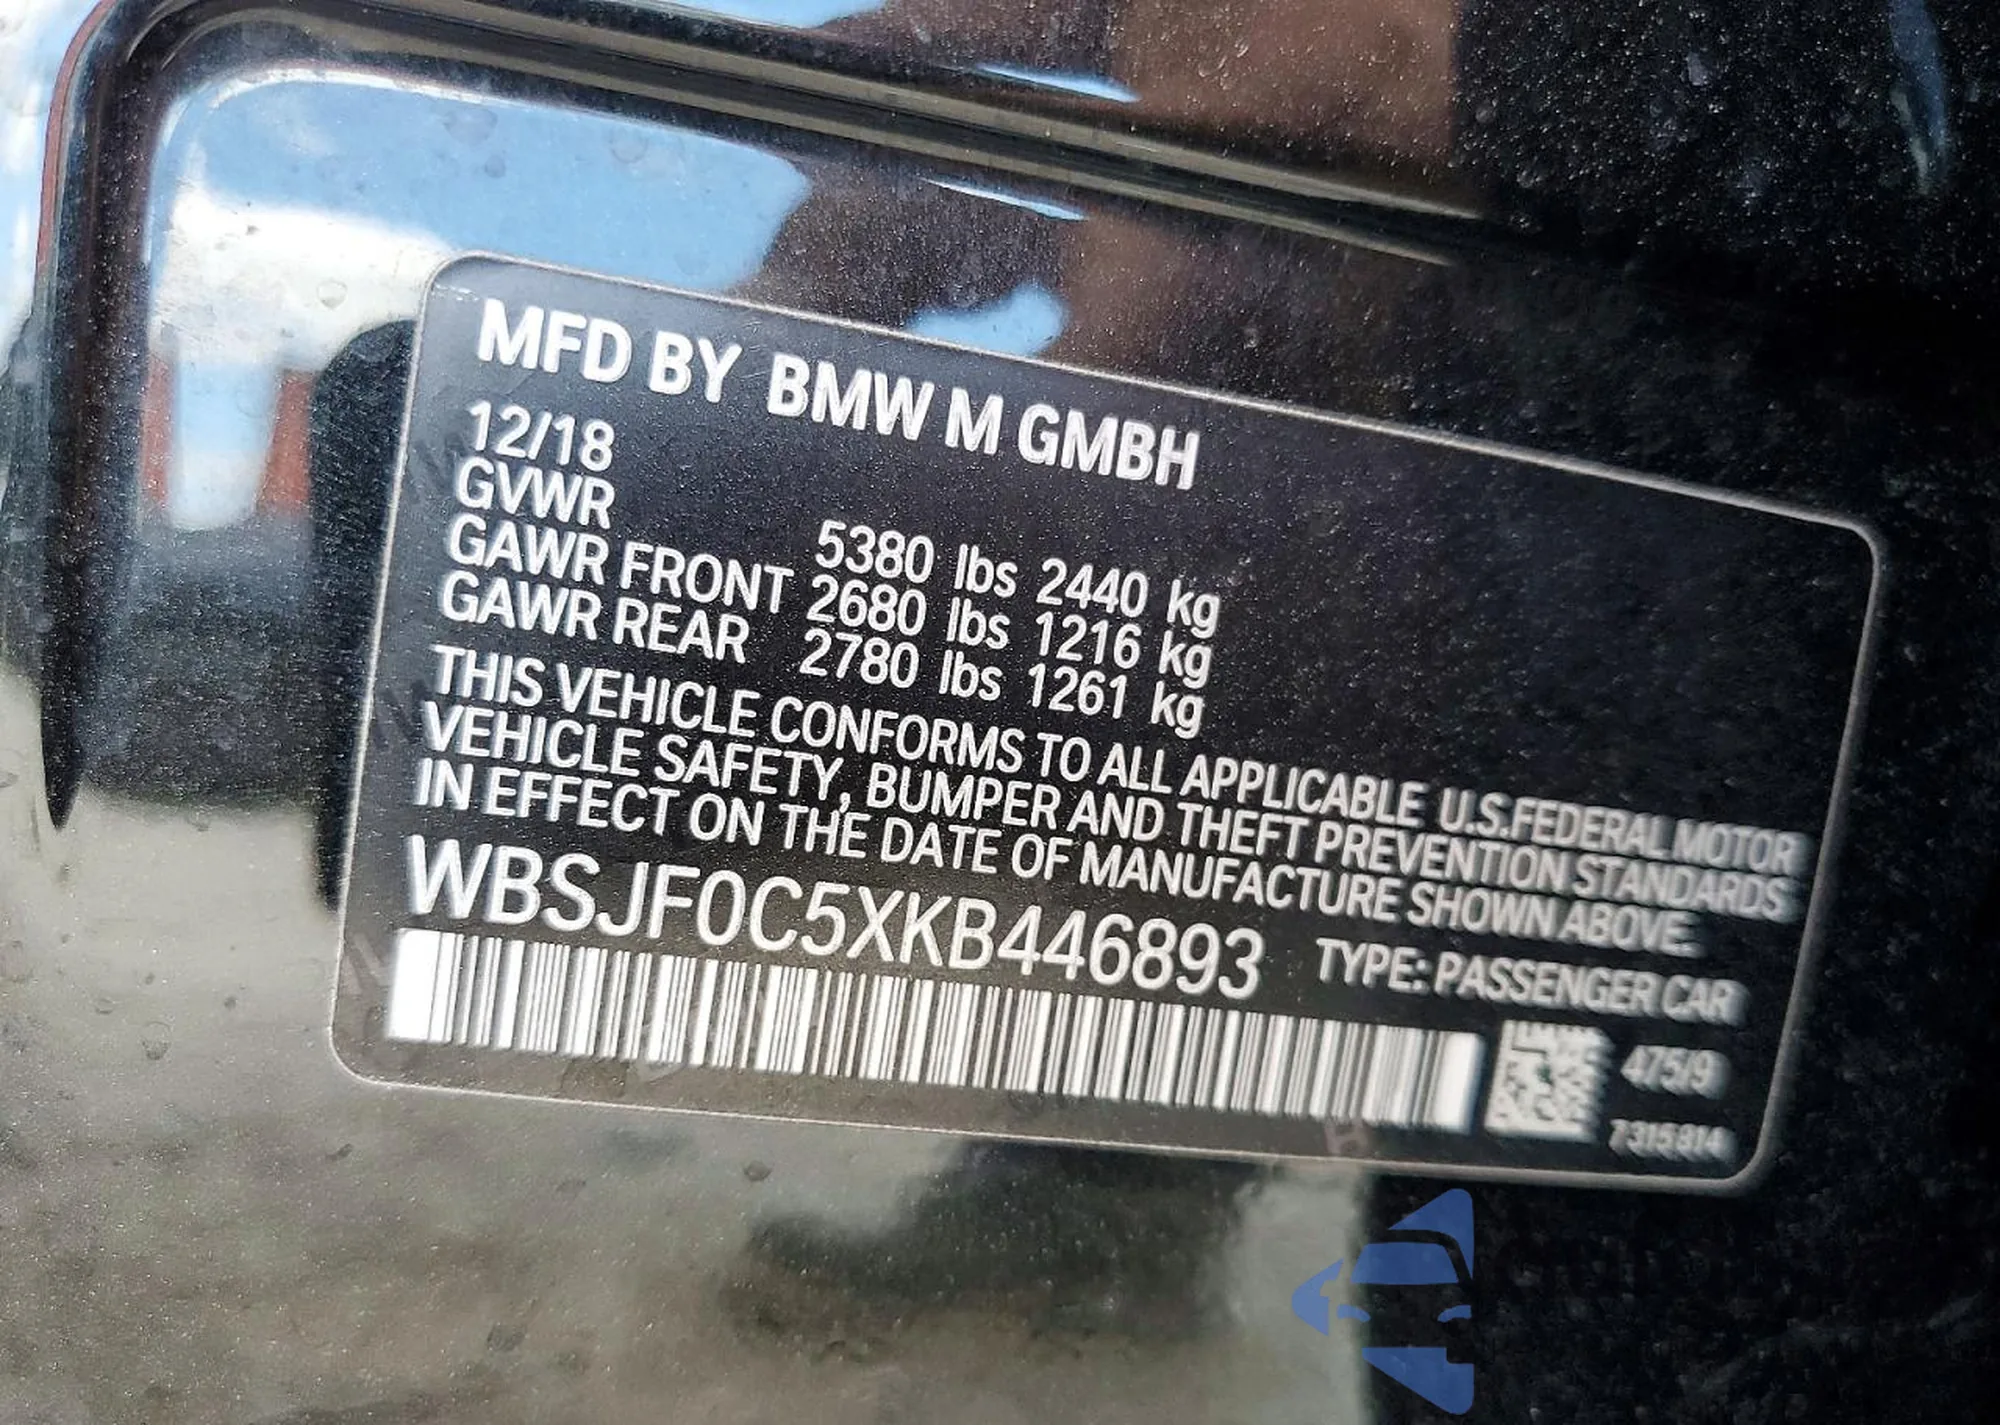 MFD BY BMW M GMBH
12/18
GVWR 5380 lbs 2440 kg
GAWR FRONT 2680 lbs 1216 kg
GAWR REAR 2780 lbs 1261 kg
THIS VEHICLE CONFORMS TO ALL APPLICABLE U.S.FEDERAL MOTOR
VEHICLE SAFETY, BUMPER AND THEFT PREVENTION STANDARDS
IN EFFECT ON THE DATE OF MANUFACTURE SHOWN ABOVE.
WBSJF0C5XKB446893 TYPE: PASSENGER CAR
475/9
7315314